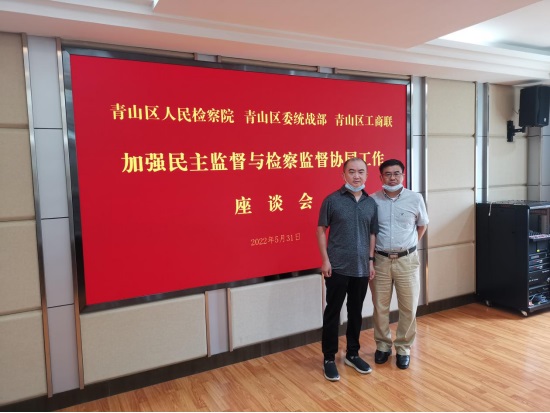 青山区人民检察院 青山区委统战部 青山区工商联
加强民主监督与检察监督协同工作
座谈会
2022年5月31日